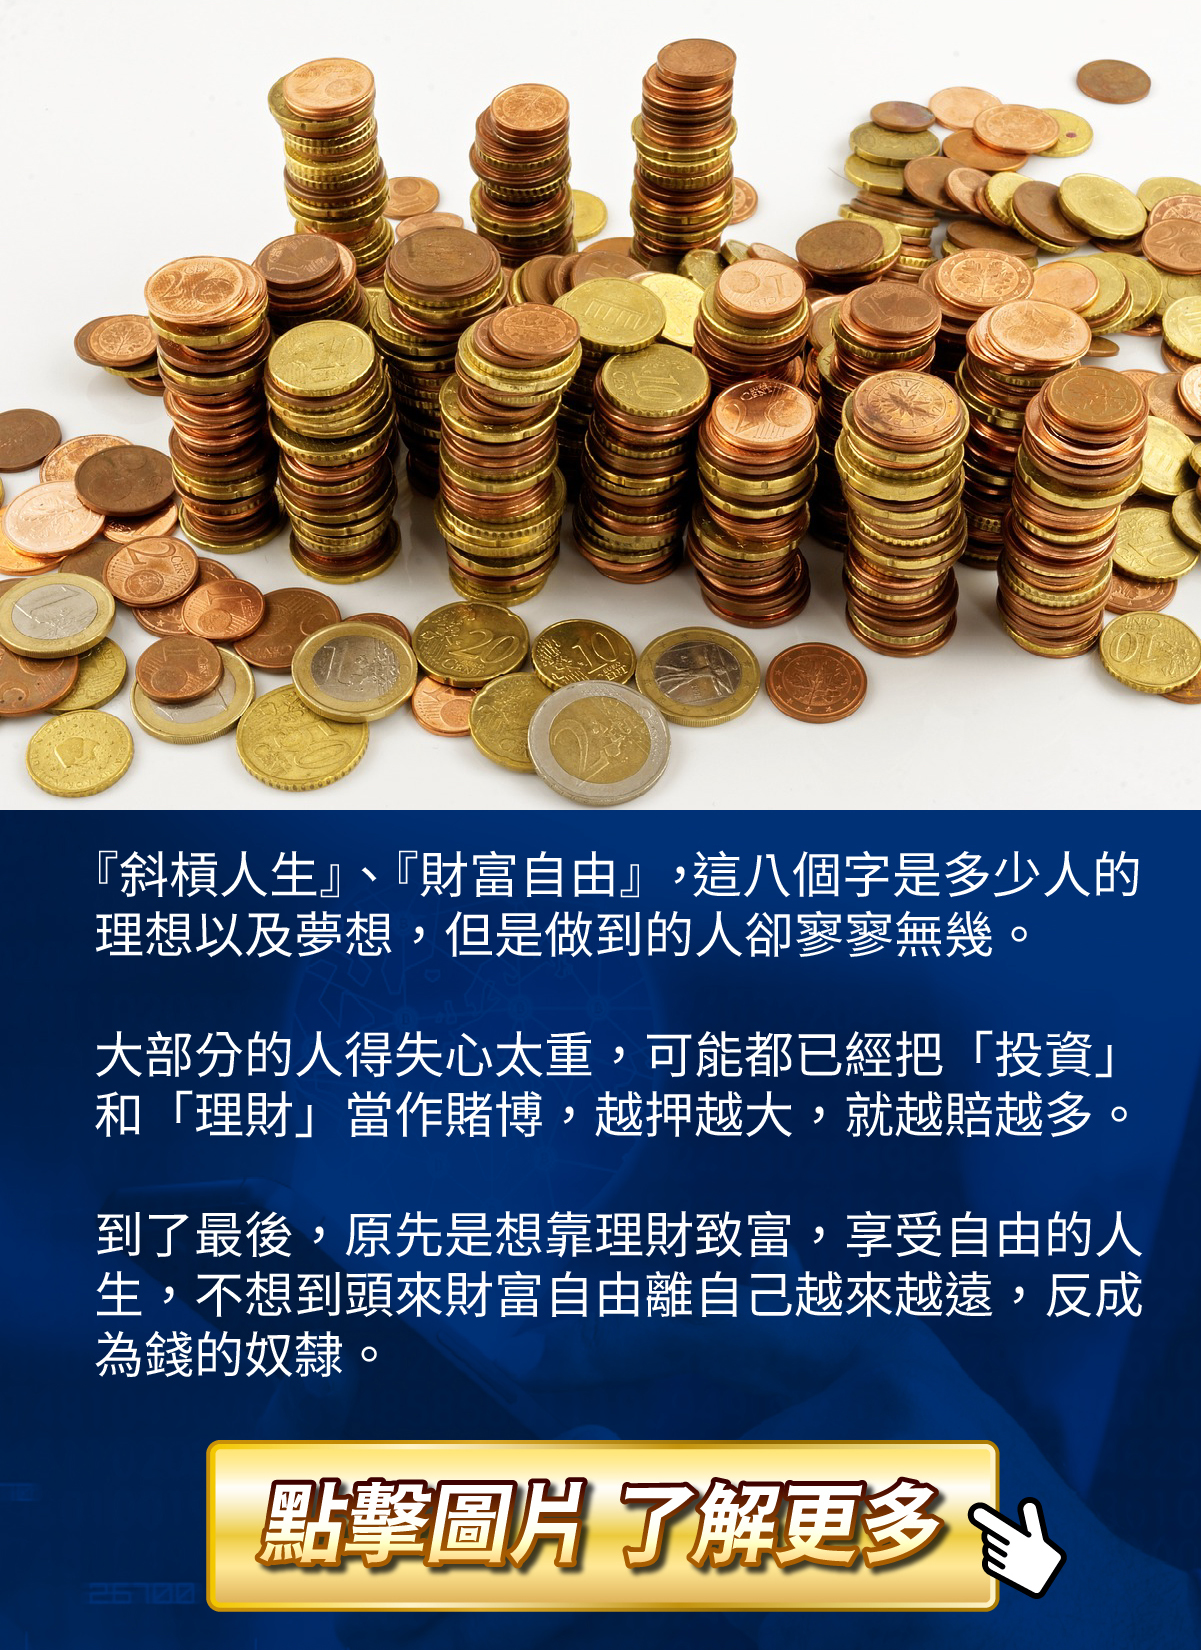 『斜槓人生』、『財富自由』，這八個字是多少人的
理想以及夢想，但是做到的人卻寥寥無幾。
大部分的人得失心太重，可能都已經把「投資」
和「理財」當作賭博，越押越大，就越賠越多。
到了最後，原先是想靠理財致富，享受自由的人
生，不想到頭來財富自由離自己越來越遠，反成
為錢的奴隸。
點擊圖片 了解更多
26700